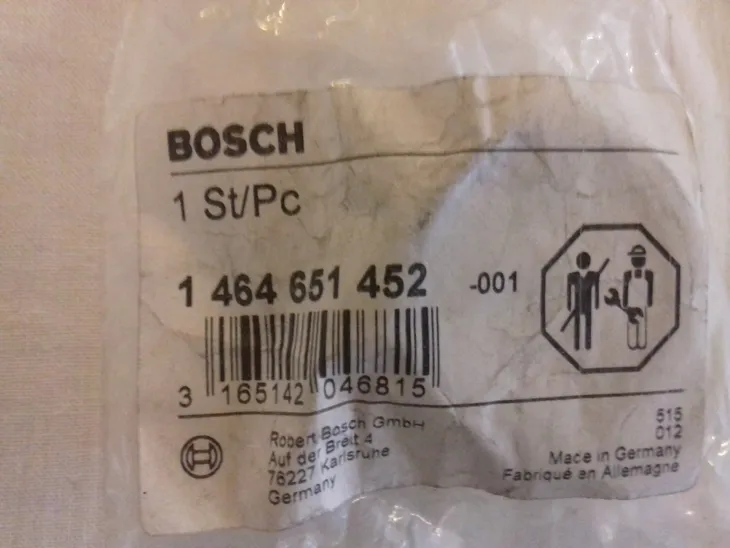 BOSCH
1 St/Pc
1 464 651 452 -001
3 165142 046815
Robert Bosch GmbH
Auf der Breit 4
76227 Karlsruhe
Germany
515
012
Made in Germany
Fabriqué en Allemagne